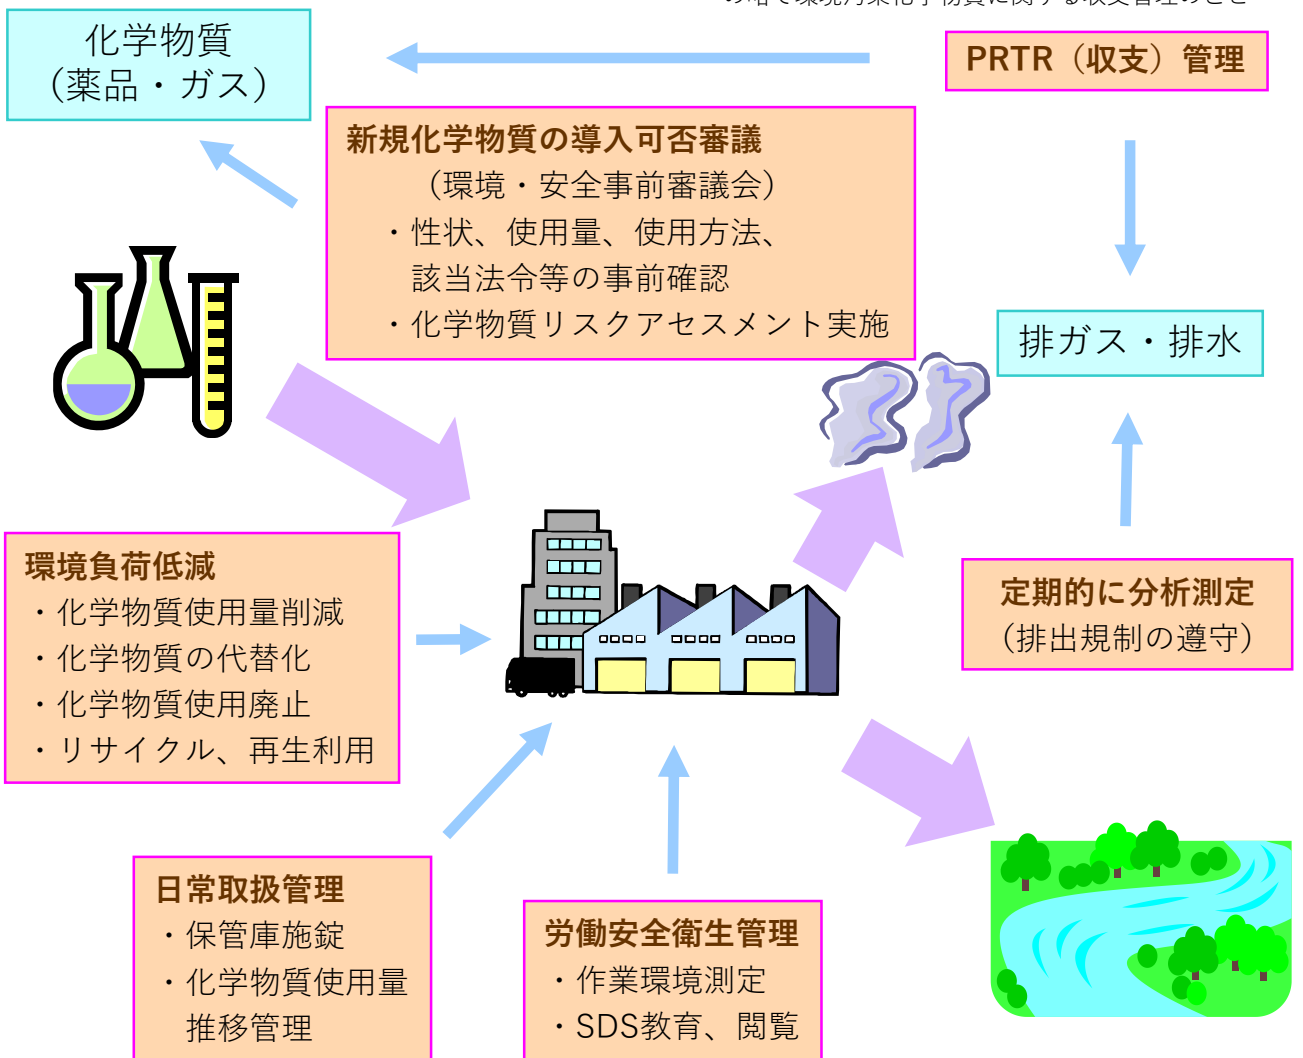 化学物質
（薬品・ガス）
PRTR（収支）管理
新規化学物質の導入可否審議
（環境・安全事前審議会）
・性状、使用量、使用方法、
該当法令等の事前確認
・化学物質リスクアセスメント実施
排ガス・排水
環境負荷低減
・化学物質使用量削減
・化学物質の代替化
・化学物質使用廃止
・リサイクル、再生利用
定期的に分析測定
（排出規制の遵守）
日常取扱管理
・保管庫施錠
・化学物質使用量
推移管理
労働安全衛生管理
・作業環境測定
・SDS教育、閲覧